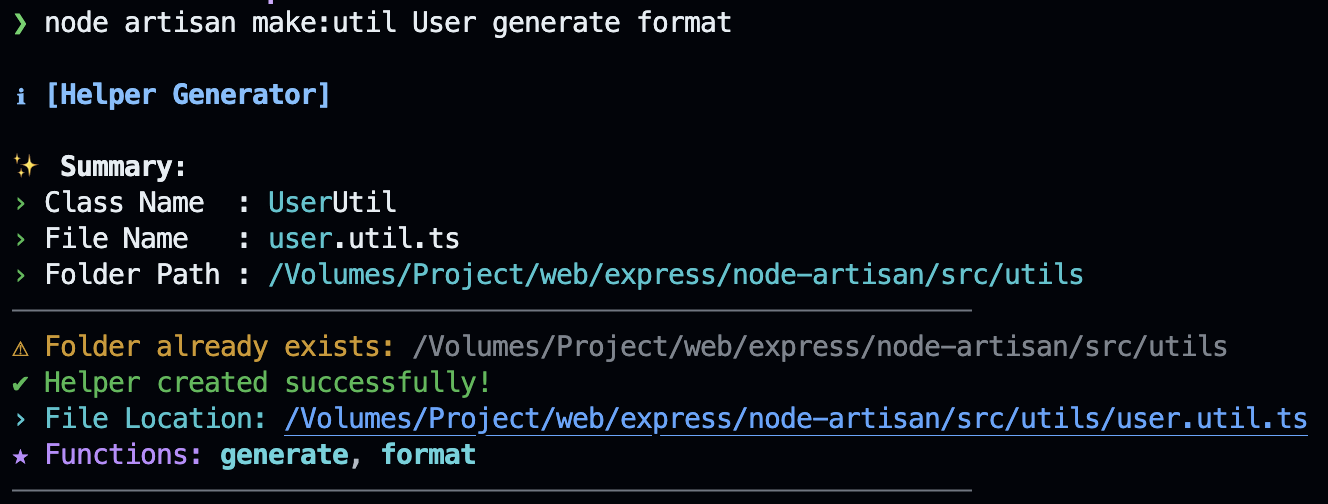 ❯ node artisan make:util User generate format
ℹ [Helper Generator]
✨ Summary:
› Class Name : UserUtil
› File Name : user.util.ts
› Folder Path : /Volumes/Project/web/express/node-artisan/src/utils
⚠ Folder already exists: /Volumes/Project/web/express/node-artisan/src/utils
✔ Helper created successfully!
› File Location: /Volumes/Project/web/express/node-artisan/src/utils/user.util.ts
★ Functions: generate, format